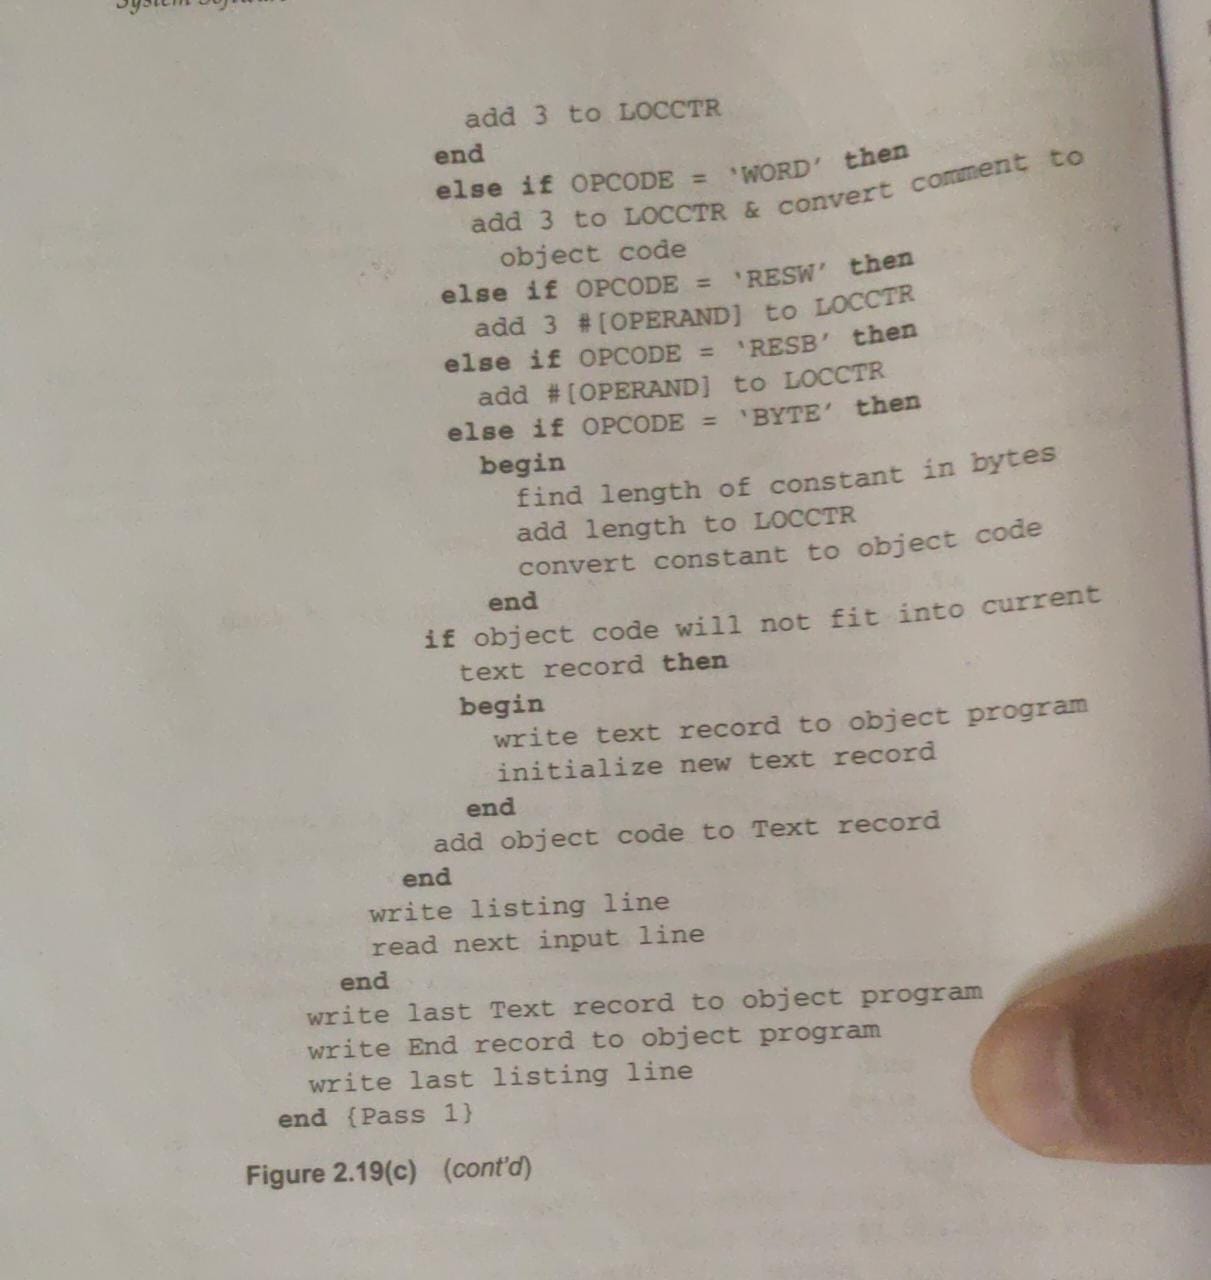 System Software
add 3 to LOCCTR
end
else if OPCODE = 'WORD' then
add 3 to LOCCTR & convert comment to
object code
else if OPCODE = 'RESW' then
add 3 #[OPERAND] to LOCCTR
else if OPCODE = 'RESB' then
add #[OPERAND] to LOCCTR
else if OPCODE = 'BYTE' then
begin
find length of constant in bytes
add length to LOCCTR
convert constant to object code
end
if object code will not fit into current
text record then
begin
write text record to object program
initialize new text record
end
add object code to Text record
end
write listing line
read next input line
end
write last Text record to object program
write End record to object program
write last listing line
end {Pass 1}
Figure 2.19(c) (cont'd)